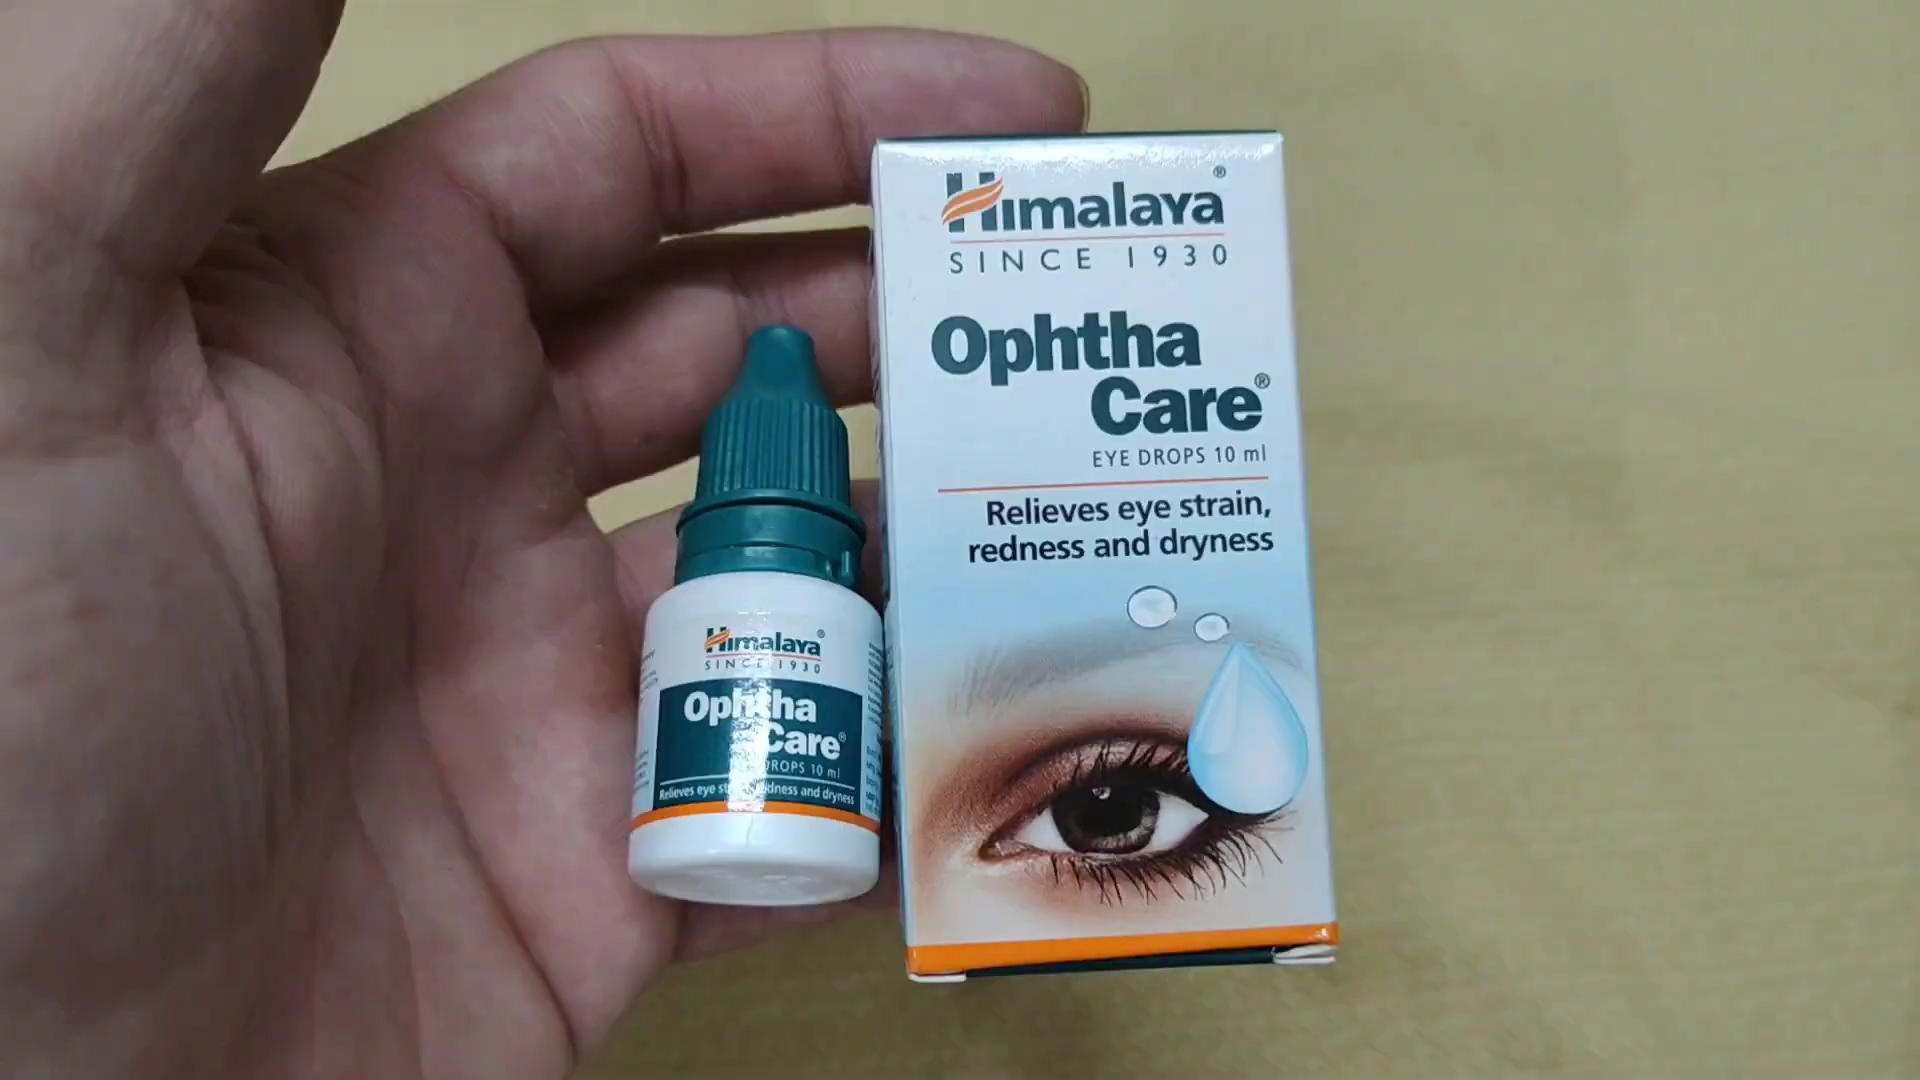 Himalaya®
SINCE 1930
Ophtha
Care®
EYE DROPS 10 ml
Relieves eye strain,
redness and dryness
Himalaya®
SINCE 1930
Ophtha
Care®
DROPS 10 ml
Relieves eye and dryness